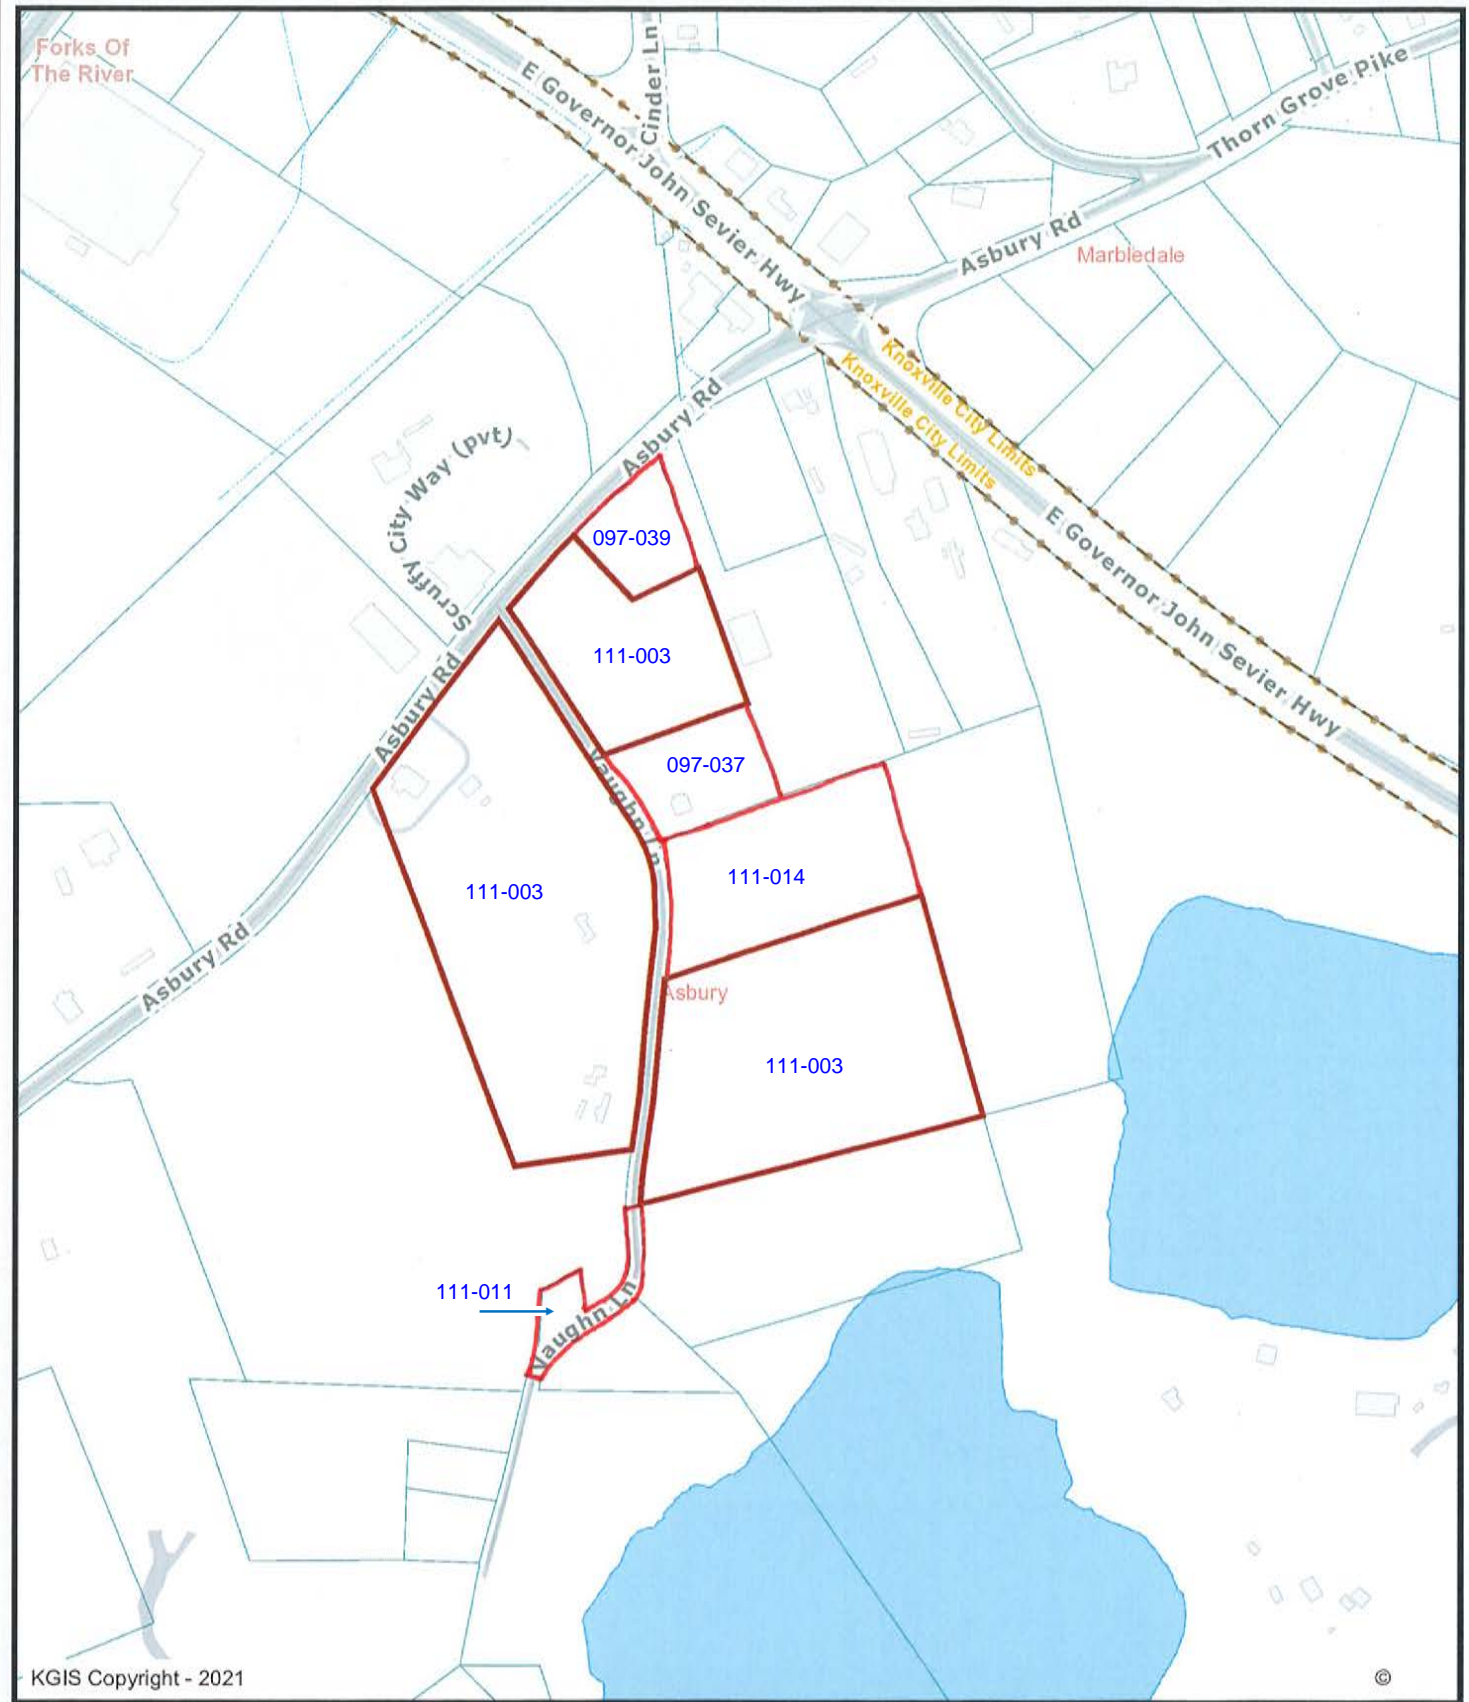 Forks Of
The River
Cinder Ln
E Governor John Sevier Hwy
Thorn Grove Pike
Asbury Rd
Marbledale
Knoxville City Limits
Knoxville City Limits
Asbury Rd
Scruffy City Way (pvt)
097-039
E Governor John Sevier Hwy
111-003
Asbury Rd
097-037
Vaughn Ln
111-014
111-003
Asbury Rd
Asbury
111-003
111-011
Vaughn Ln
KGIS Copyright - 2021
©